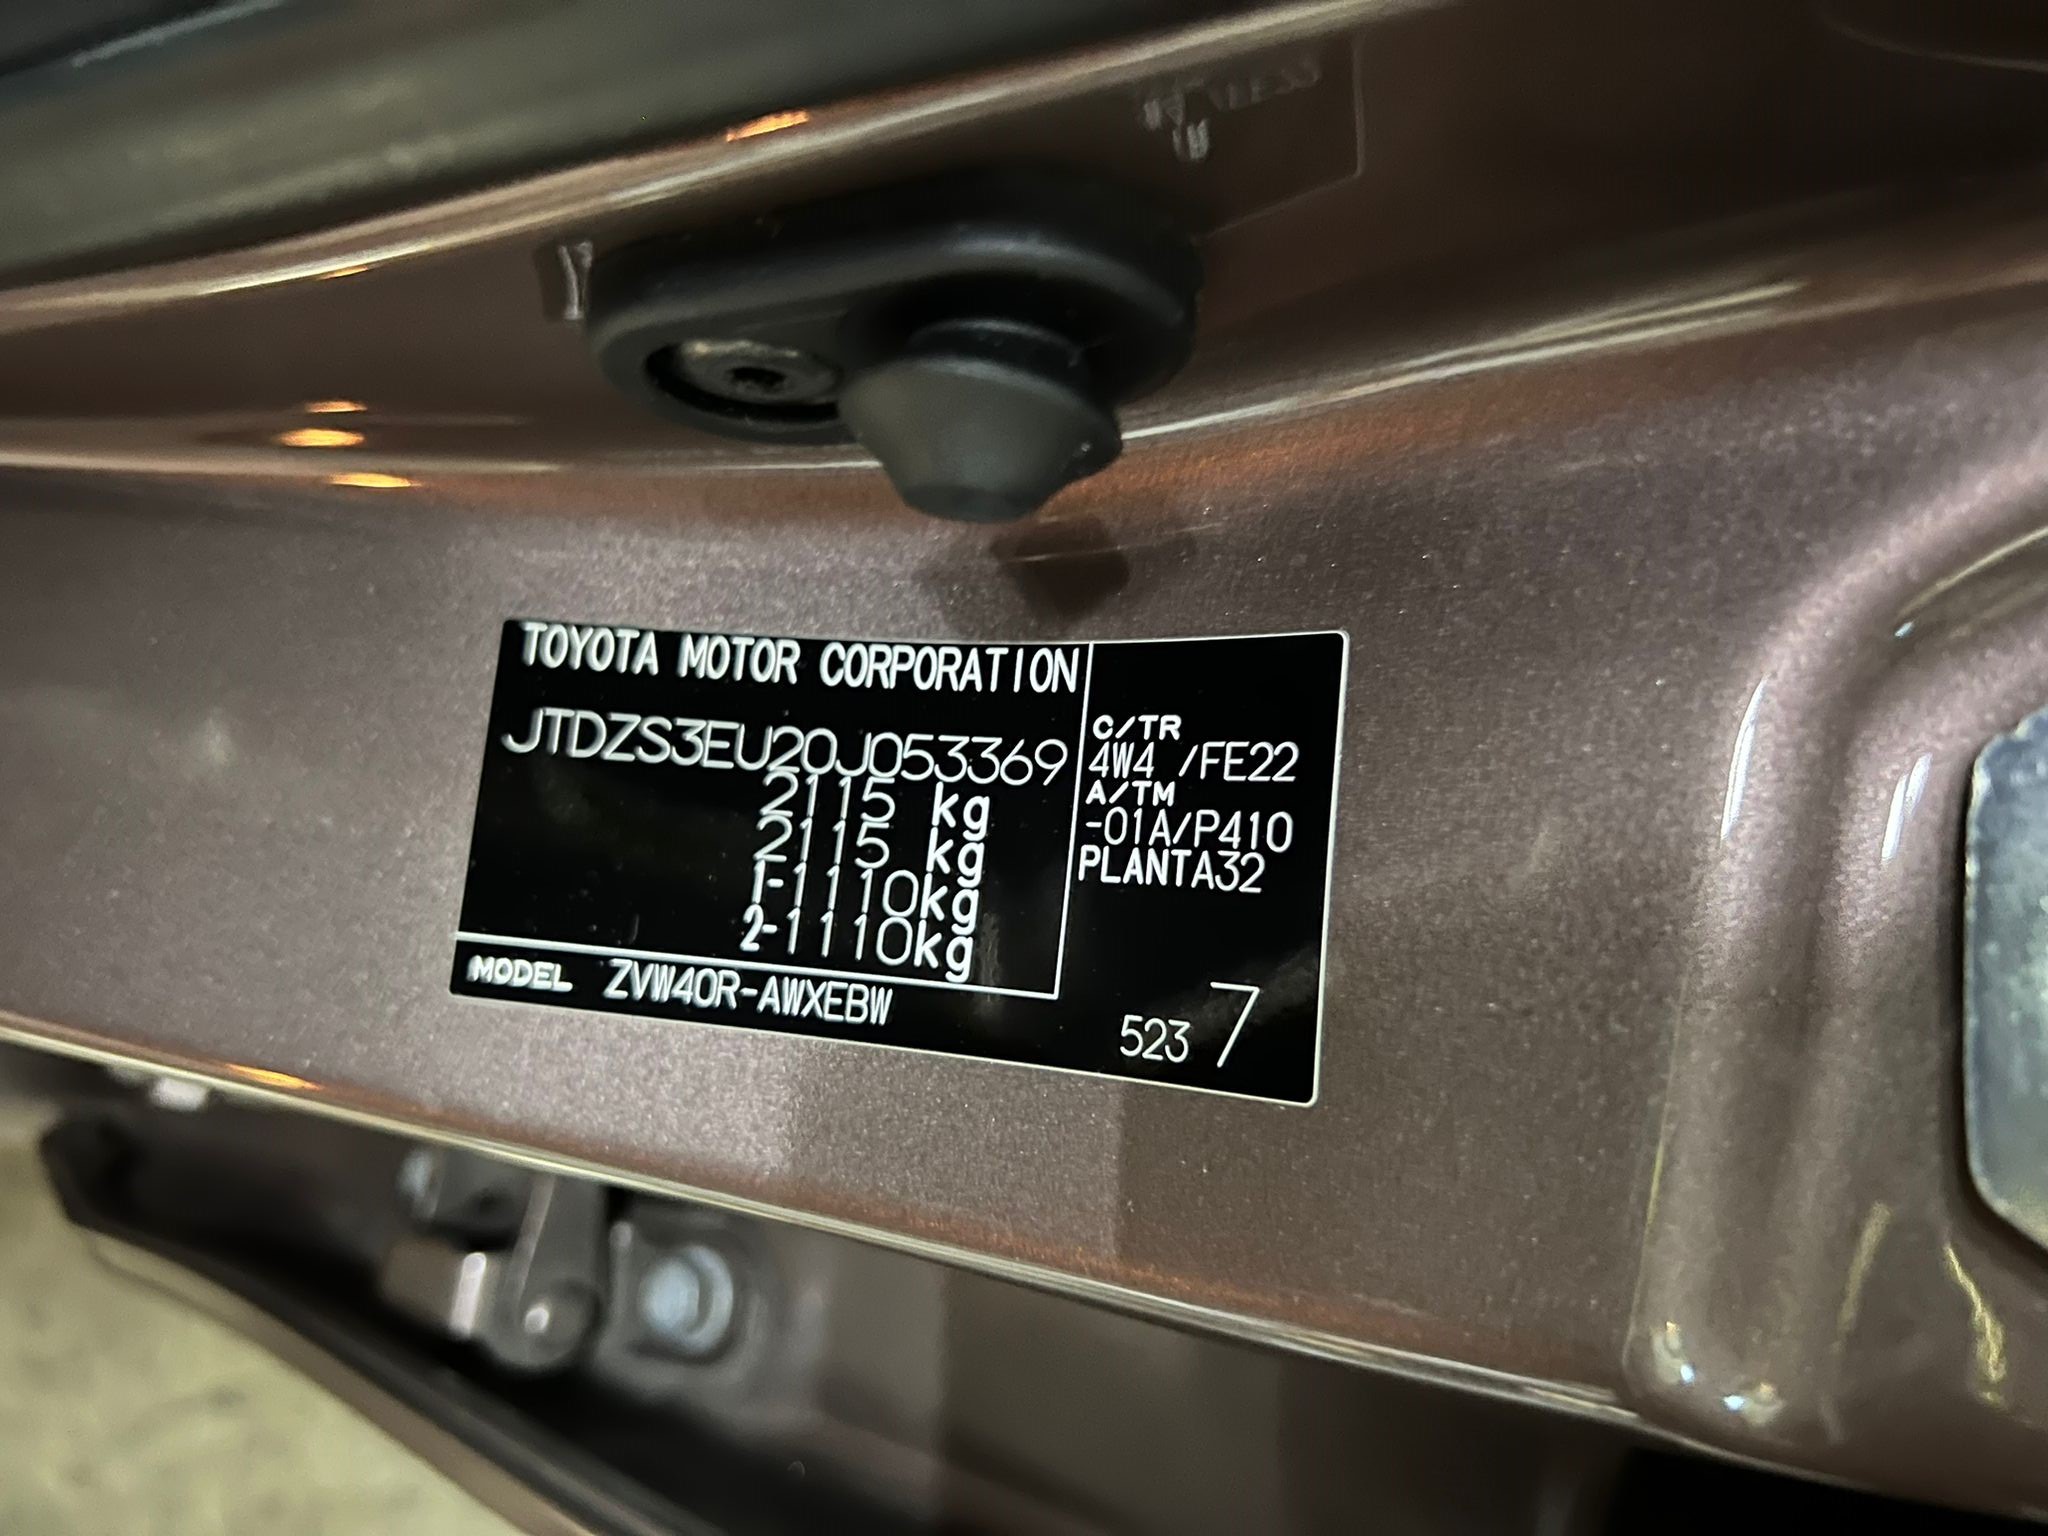 TOYOTA MOTOR CORPORATION
JTDZS3EU20J053369
2115 kg
2115 kg
1-1110kg
2-1110kg
MODEL ZVW40R-AWXEBW
C/TR
4W4 /FE22
A/TM
-01A/P410
PLANTA32
523 7